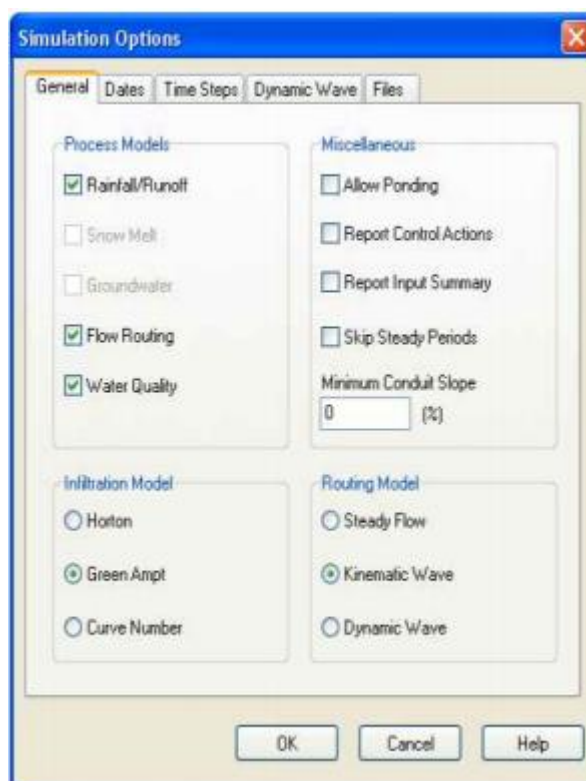 Simulation Options
General Dates Time Steps Dynamic Wave Files
Process Models
Rainfall/Runoff
Snow Melt
Groundwater
Flow Routing
Water Quality
Miscellaneous
Allow Ponding
Report Control Actions
Report Input Summary
Skip Steady Periods
Minimum Conduit Slope
0 (%)
Infiltration Model
Horton
Green Ampt
Curve Number
Routing Model
Steady Flow
Kinematic Wave
Dynamic Wave
OK Cancel Help